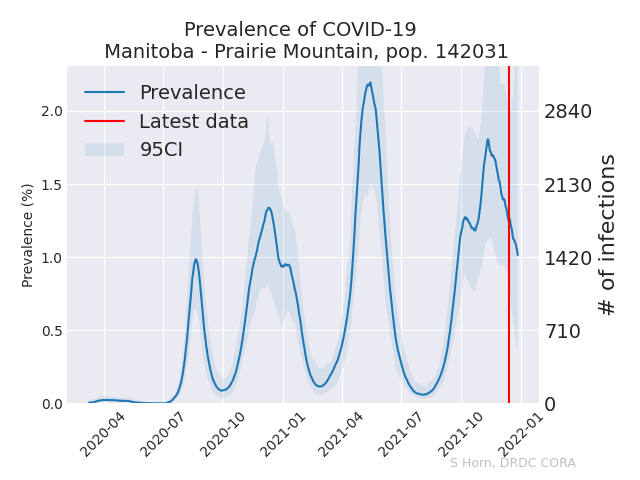 Prevalence of COVID-19
Manitoba - Prairie Mountain, pop. 142031
Prevalence
Latest data
95CI
Prevalence (%)
2.0
1.5
1.0
0.5
0.0
2840
2130
1420
710
0
# of infections
2020-04
2020-07
2020-10
2021-01
2021-04
2021-07
2021-10
2022-01
S Horn, DRDC CORA